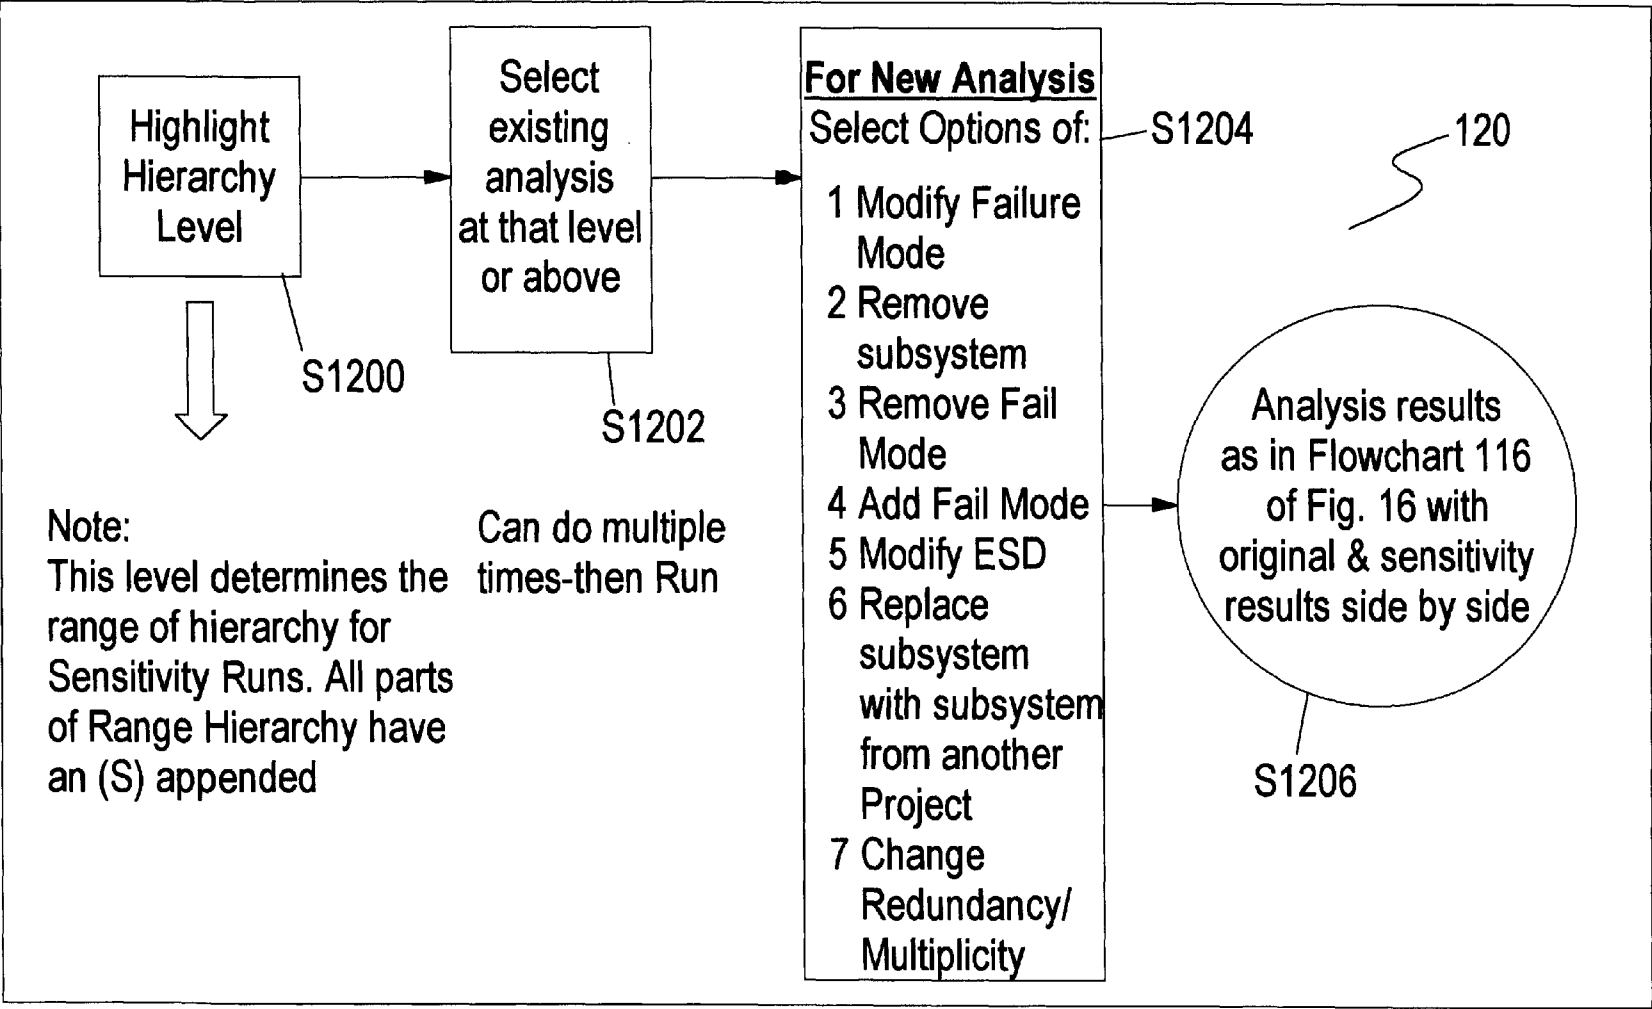 Highlight
Hierarchy
Level
S1200
Select
existing
analysis
at that level
or above
S1202
For New Analysis
Select Options of:
1 Modify Failure
Mode
2 Remove
subsystem
3 Remove Fail
Mode
4 Add Fail Mode
5 Modify ESD
6 Replace
subsystem
with subsystem
from another
Project
7 Change
Redundancy/
Multiplicity
S1204
120
Analysis results
as in Flowchart 116
of Fig. 16 with
original & sensitivity
results side by side
S1206
Note:
This level determines the
range of hierarchy for
Sensitivity Runs. All parts
of Range Hierarchy have
an (S) appended
Can do multiple
times-then Run